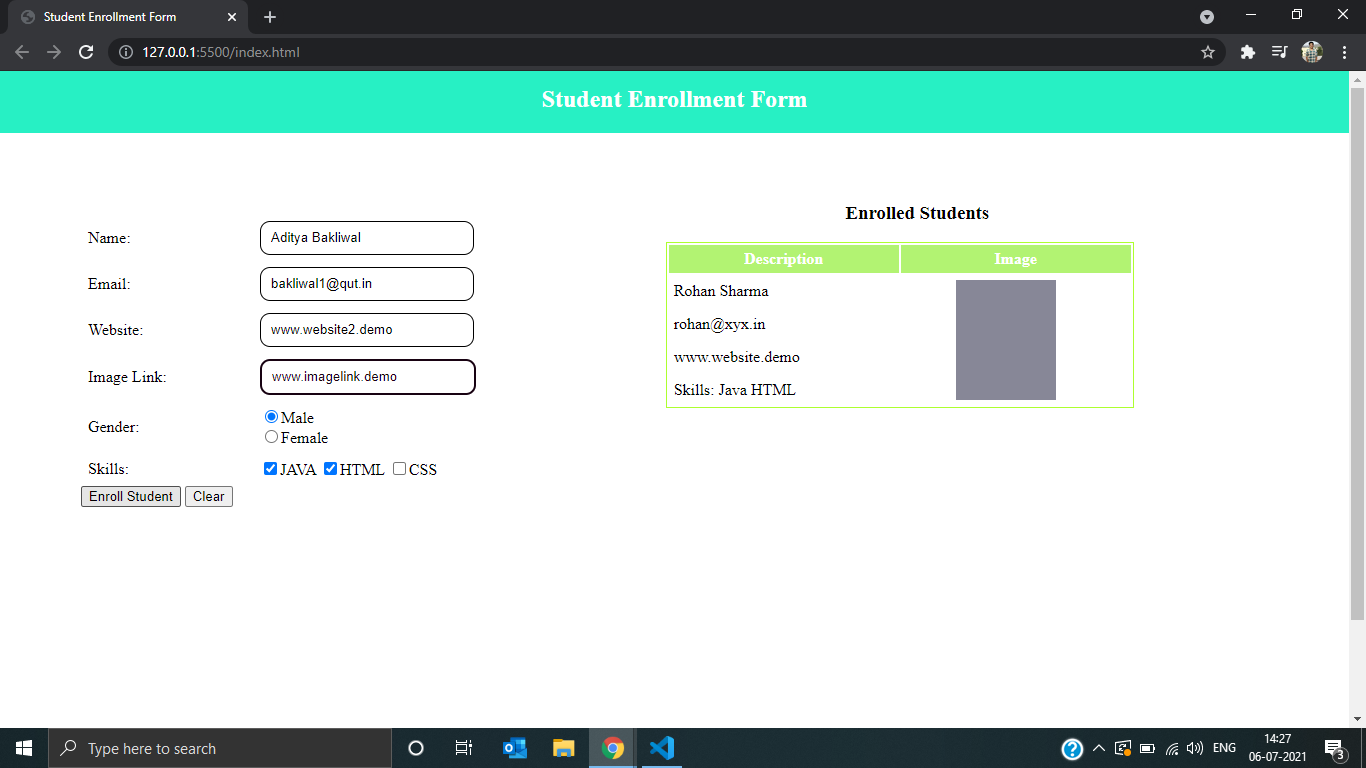 Student Enrollment Form
127.0.0.1:5500/index.html
Student Enrollment Form
Name: Aditya Bakliwal
Email: bakliwal1@qut.in
Website: www.website2.demo
Image Link: www.imagelink.demo
Gender: Male
Female
Skills: JAVA HTML CSS
Enroll Student Clear
Enrolled Students
Description Image
Rohan Sharma
rohan@xyx.in
www.website.demo
Skills: Java HTML
Type here to search
ENG
14:27
06-07-2021
3